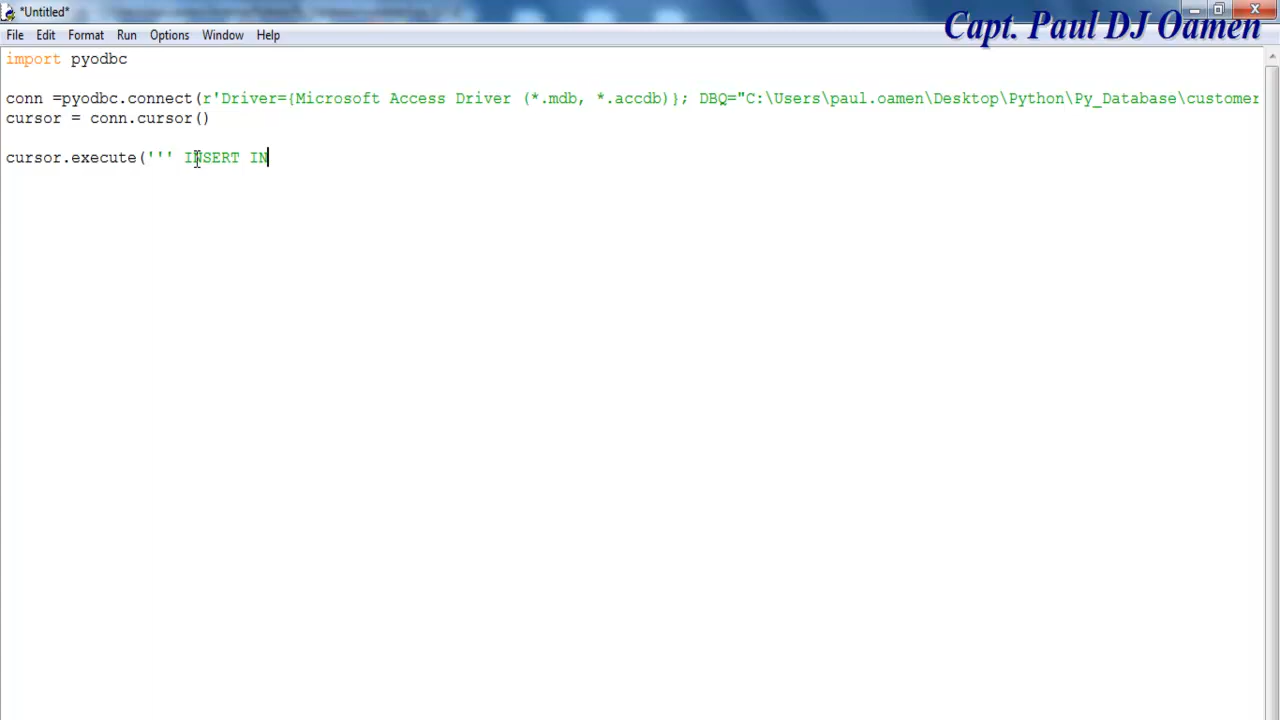 *Untitled*
Capt. Paul DJ Oamen
File Edit Format Run Options Window Help
import pyodbc
conn =pyodbc.connect(r'Driver={Microsoft Access Driver (*.mdb, *.accdb)}; DBQ="C:\Users\paul.oamen\Desktop\Python\Py_Database\customer
cursor = conn.cursor()
cursor.execute(''' INSERT IN